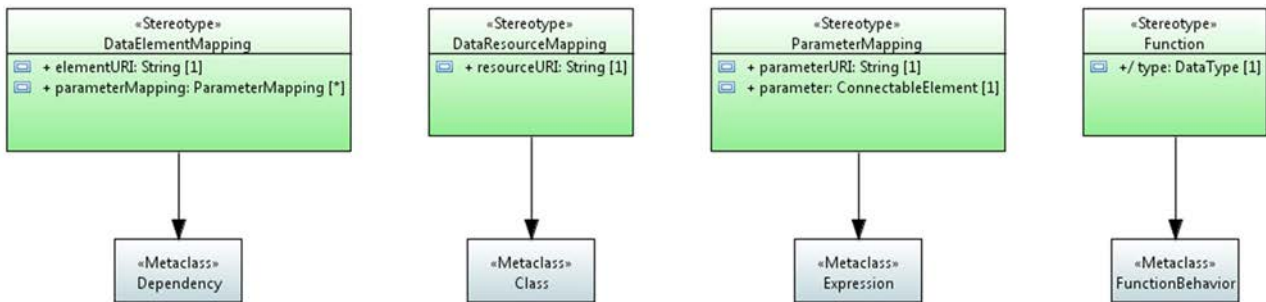 «Stereotype»
DataElementMapping
+ elementURI: String [1]
+ parameterMapping: ParameterMapping [*]
«Stereotype»
DataResourceMapping
+ resourceURI: String [1]
«Stereotype»
ParameterMapping
+ parameterURI: String [1]
+ parameter: ConnectableElement [1]
«Stereotype»
Function
+/ type: DataType [1]
«Metaclass»
Dependency
«Metaclass»
Class
«Metaclass»
Expression
«Metaclass»
FunctionBehavior